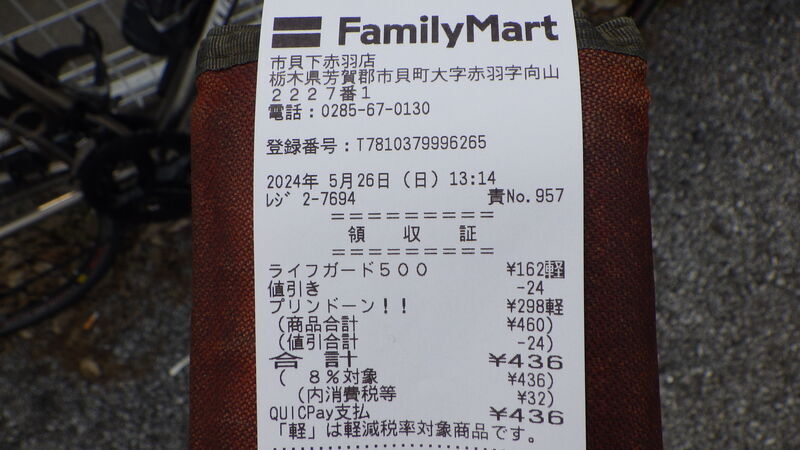 FamilyMart
市貝下赤羽店
栃木県芳賀郡市貝町大字赤羽字向山
２２２７番１
電話：0285-67-0130
登録番号：T7810379996265
2024年 5月26日（日）13:14
ﾚｼﾞ 2-7694 責No.957
＝＝＝＝＝＝＝＝＝
領 収 証
＝＝＝＝＝＝＝＝＝
ライフガード５００ ¥162軽
値引き -24
プリンドーン！！ ¥298軽
（商品合計 ¥460）
（値引合計 -24）
合 計 ¥436
（ 8％対象 ¥436）
（内消費税等 ¥32）
QUICPay支払 ¥436
「軽」は軽減税率対象商品です。